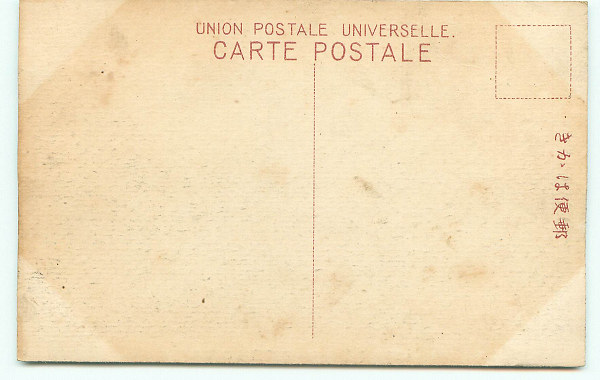 UNION POSTALE UNIVERSELLE.
CARTE POSTALE
きかは便郵